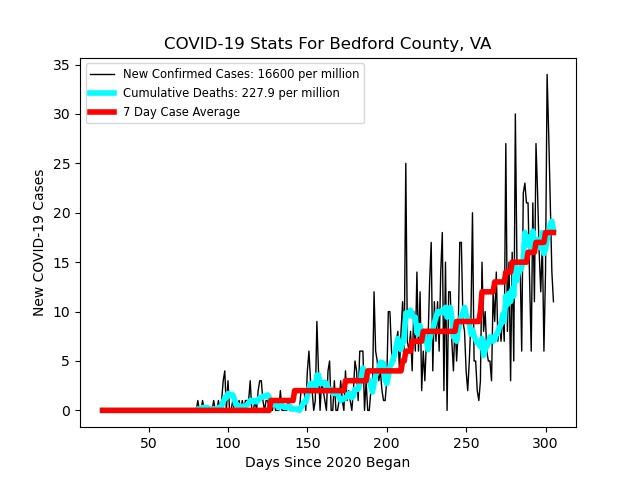 COVID-19 Stats For Bedford County, VA
New Confirmed Cases: 16600 per million
Cumulative Deaths: 227.9 per million
7 Day Case Average
New COVID-19 Cases
35
30
25
20
15
10
5
0
50 100 150 200 250 300
Days Since 2020 Began